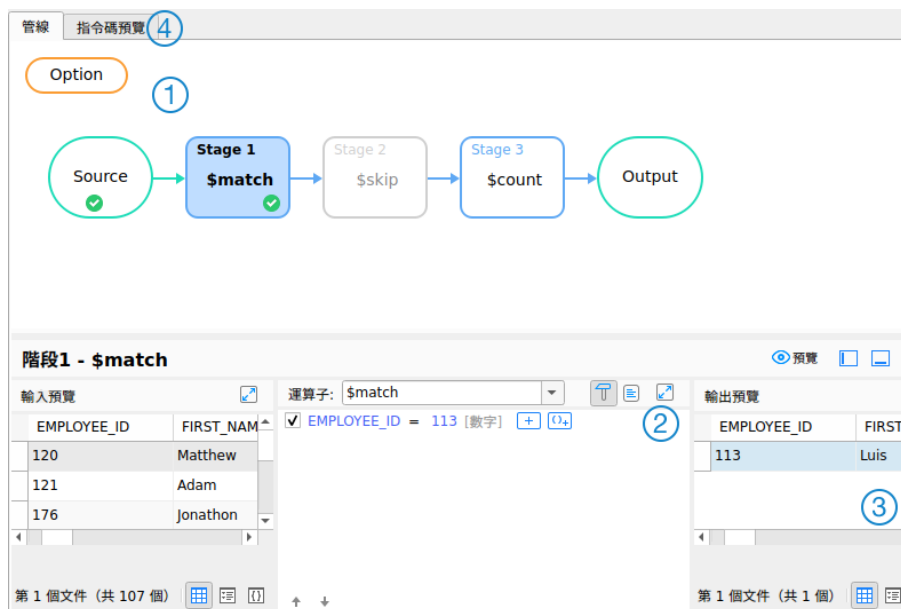 管線 指令碼預覽 4
Option
1
Stage 1 Stage 2 Stage 3
Source $match $skip $count Output
階段1 - $match 預覽
輸入預覽 運算子: $match 輸出預覽
EMPLOYEE_ID FIRST_NAM EMPLOYEE_ID = 113 [數字] 2 EMPLOYEE_ID FIRST
120 Matthew 113 Luis
121 Adam
176 Jonathon 3
第 1 個文件（共 107 個） 第 1 個文件（共 1 個）